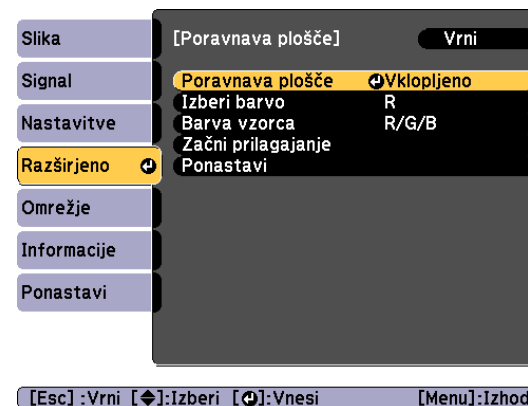 Slika
Signal
Nastavitve
Razširjeno
Omrežje
Informacije
Ponastavi
[Poravnava plošče] Vrni
Poravnava plošče Vklopljeno
Izberi barvo R
Barva vzorca R/G/B
Začni prilagajanje
Ponastavi
[Esc] :Vrni [◆]:Izberi [⏎]:Vnesi [Menu]:Izhod